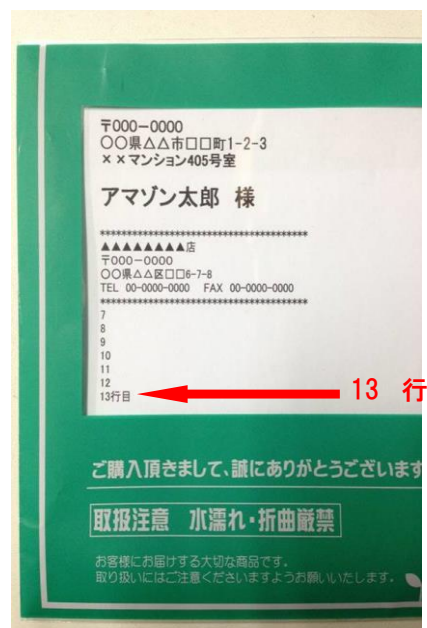 〒000-0000
〇〇県△△市□□町1-2-3
××マンション405号室
アマゾン太郎 様
**************************************
▲▲▲▲▲▲▲▲店
〒000-0000
〇〇県△△区□□6-7-8
TEL 00-0000-0000 FAX 00-0000-0000
**************************************
7
8
9
10
11
12
13行目
13 行
ご購入頂きまして、誠にありがとうございます
取扱注意 水濡れ・折曲厳禁
お客様にお届けする大切な商品です。
取り扱いにはご注意くださいますようお願いいたします。